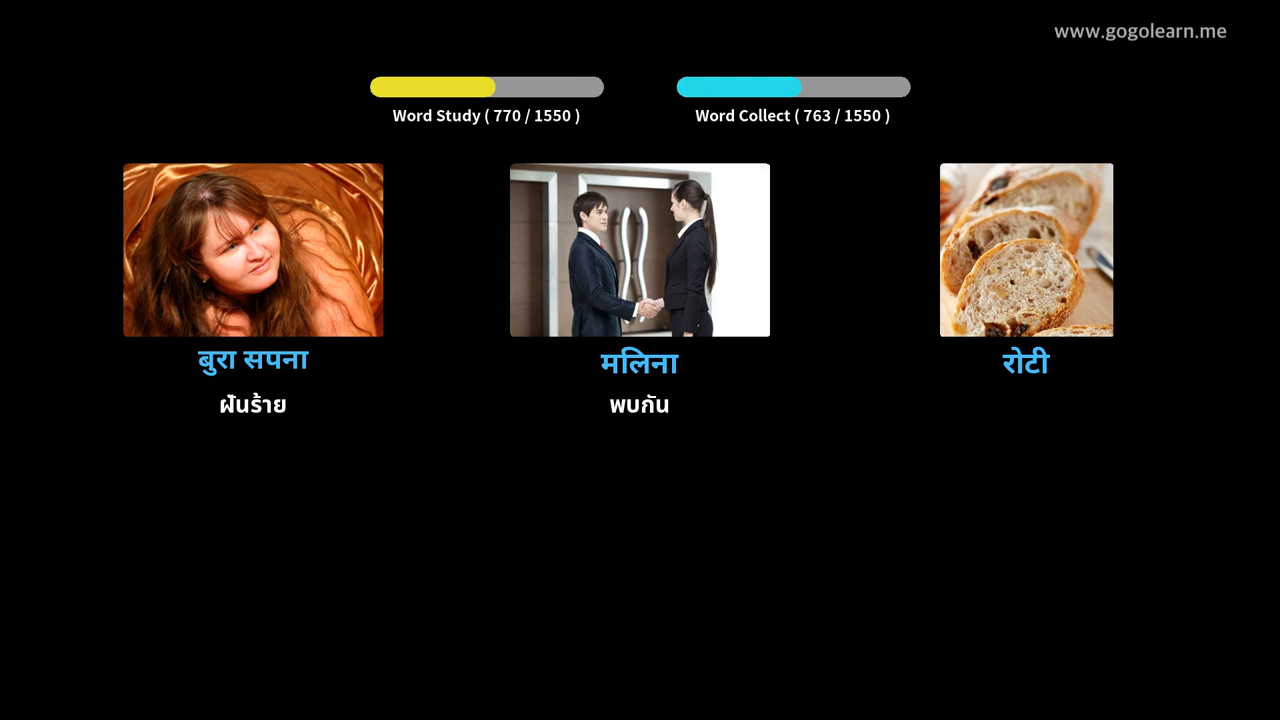 www.gogolearn.me
Word Study ( 770 / 1550 )
Word Collect ( 763 / 1550 )
बुरा सपना
मलिना
रोटी
ฝันร้าย
พบกัน